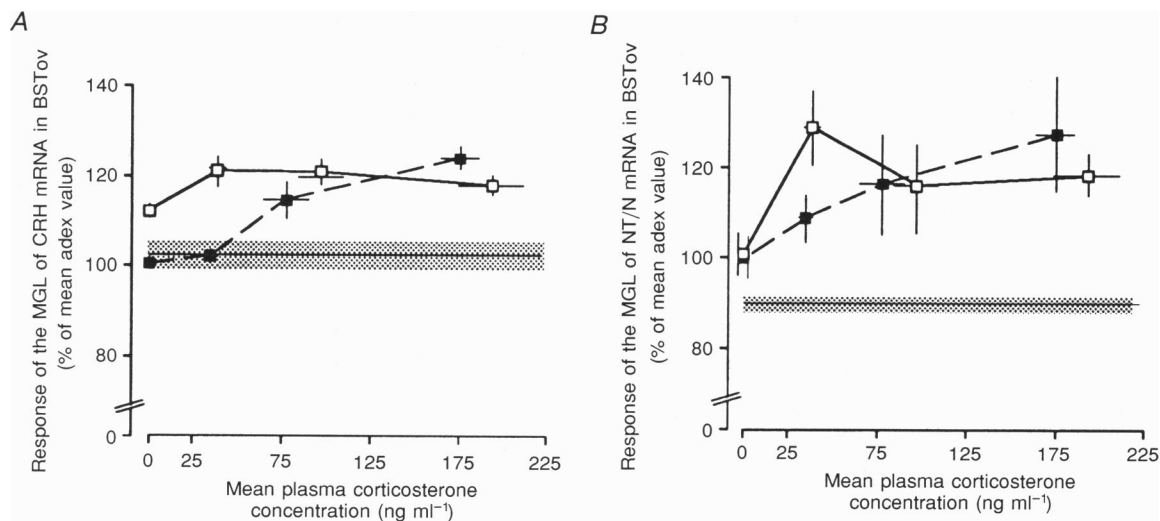 A
Response of the MGL of CRH mRNA in BSTov
(% of mean adex value)
140
120
100
80
0
0 25 75 125 175 225
Mean plasma corticosterone
concentration (ng ml⁻¹)
B
Response of the MGL of NT/N mRNA in BSTov
(% of mean adex value)
140
120
100
80
0
0 25 75 125 175 225
Mean plasma corticosterone
concentration (ng ml⁻¹)